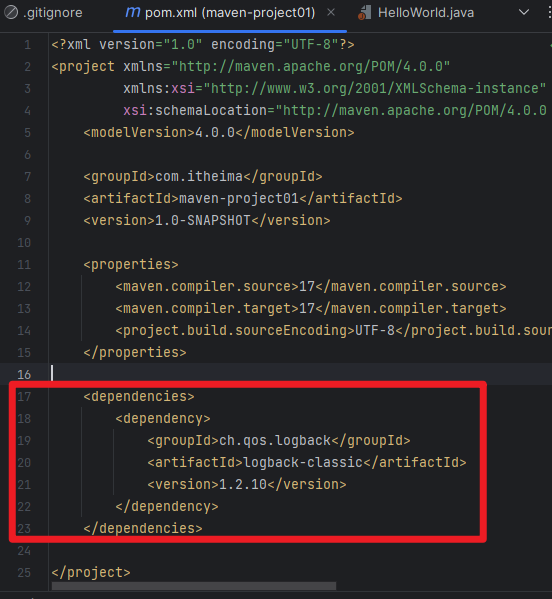 .gitignore
m pom.xml (maven-project01) ×
HelloWorld.java
1 <?xml version="1.0" encoding="UTF-8"?>
2 <project xmlns="http://maven.apache.org/POM/4.0.0"
3 xmlns:xsi="http://www.w3.org/2001/XMLSchema-instance"
4 xsi:schemaLocation="http://maven.apache.org/POM/4.0.0
5 <modelVersion>4.0.0</modelVersion>
6
7 <groupId>com.itheima</groupId>
8 <artifactId>maven-project01</artifactId>
9 <version>1.0-SNAPSHOT</version>
10
11 <properties>
12 <maven.compiler.source>17</maven.compiler.source>
13 <maven.compiler.target>17</maven.compiler.target>
14 <project.build.sourceEncoding>UTF-8</project.build.sour
15 </properties>
16
17 <dependencies>
18 <dependency>
19 <groupId>ch.qos.logback</groupId>
20 <artifactId>logback-classic</artifactId>
21 <version>1.2.10</version>
22 </dependency>
23 </dependencies>
24
25 </project>